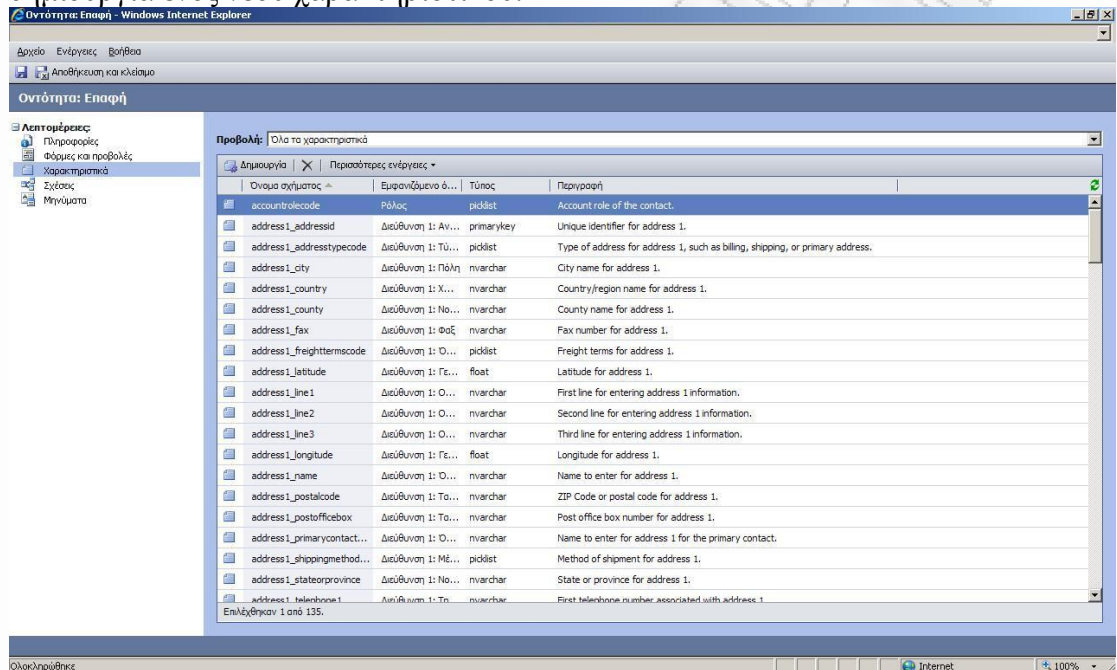 Οντότητα: Επαφή - Windows Internet Explorer
Αρχείο Ενέργειες Βοήθεια
Αποθήκευση και κλείσιμο
Οντότητα: Επαφή
Λεπτομέρειες:
Πληροφορίες
Φόρμες και προβολές
Χαρακτηριστικά
Σχέσεις
Μηνύματα
Προβολή: Όλα τα χαρακτηριστικά
Δημιουργία Περισσότερες ενέργειες
Όνομα σχήματος Εμφανιζόμενο ό... Τύπος Περιγραφή
accountrolecode Ρόλος picklist Account role of the contact.
address1_addressid Διεύθυνση 1: Αν... primarykey Unique identifier for address 1.
address1_addresstypecode Διεύθυνση 1: Τύ... picklist Type of address for address 1, such as billing, shipping, or primary address.
address1_city Διεύθυνση 1: Πόλη nvarchar City name for address 1.
address1_country Διεύθυνση 1: Χ... nvarchar Country/region name for address 1.
address1_county Διεύθυνση 1: Νο... nvarchar County name for address 1.
address1_fax Διεύθυνση 1: Φαξ nvarchar Fax number for address 1.
address1_freighttermscode Διεύθυνση 1: Ό... picklist Freight terms for address 1.
address1_latitude Διεύθυνση 1: Γε... float Latitude for address 1.
address1_line1 Διεύθυνση 1: Ο... nvarchar First line for entering address 1 information.
address1_line2 Διεύθυνση 1: Ο... nvarchar Second line for entering address 1 information.
address1_line3 Διεύθυνση 1: Ο... nvarchar Third line for entering address 1 information.
address1_longitude Διεύθυνση 1: Γε... float Longitude for address 1.
address1_name Διεύθυνση 1: Ό... nvarchar Name to enter for address 1.
address1_postalcode Διεύθυνση 1: Τα... nvarchar ZIP Code or postal code for address 1.
address1_postofficebox Διεύθυνση 1: Τα... nvarchar Post office box number for address 1.
address1_primarycontact... Διεύθυνση 1: Ό... nvarchar Name to enter for address 1 for the primary contact.
address1_shippingmethod... Διεύθυνση 1: Μέ... picklist Method of shipment for address 1.
address1_stateorprovince Διεύθυνση 1: Νο... nvarchar State or province for address 1.
address1_telephone1 Διεύθυνση 1: Τη... nvarchar First telephone number associated with address 1
Επιλέχθηκαν 1 από 135.
Ολοκληρώθηκε Internet 100%